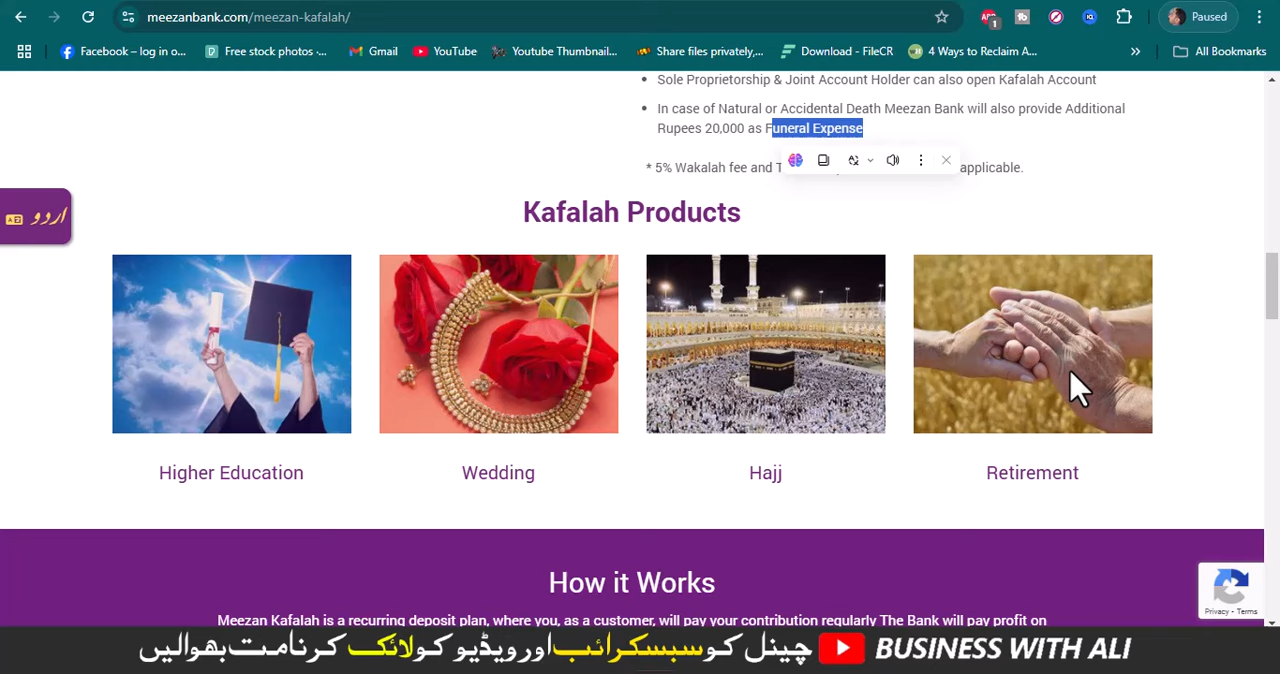 meezanbank.com/meezan-kafalah/
Paused
Facebook – log in o...
Free stock photos -...
Gmail
YouTube
Youtube Thumbnail...
Share files privately,...
Download - FileCR
4 Ways to Reclaim A...
»
All Bookmarks
• Sole Proprietorship & Joint Account Holder can also open Kafalah Account
• In case of Natural or Accidental Death Meezan Bank will also provide Additional
Rupees 20,000 as Funeral Expense
* 5% Wakalah fee and T applicable.
اردو
Kafalah Products
Higher Education
Wedding
Hajj
Retirement
How it Works
Meezan Kafalah is a recurring deposit plan, where you, as a customer, will pay your contribution regularly The Bank will pay profit on
Privacy - Terms
چینل کو سبسکرائب اور ویڈیو کو لائک کرنا مت بھولیں
BUSINESS WITH ALI